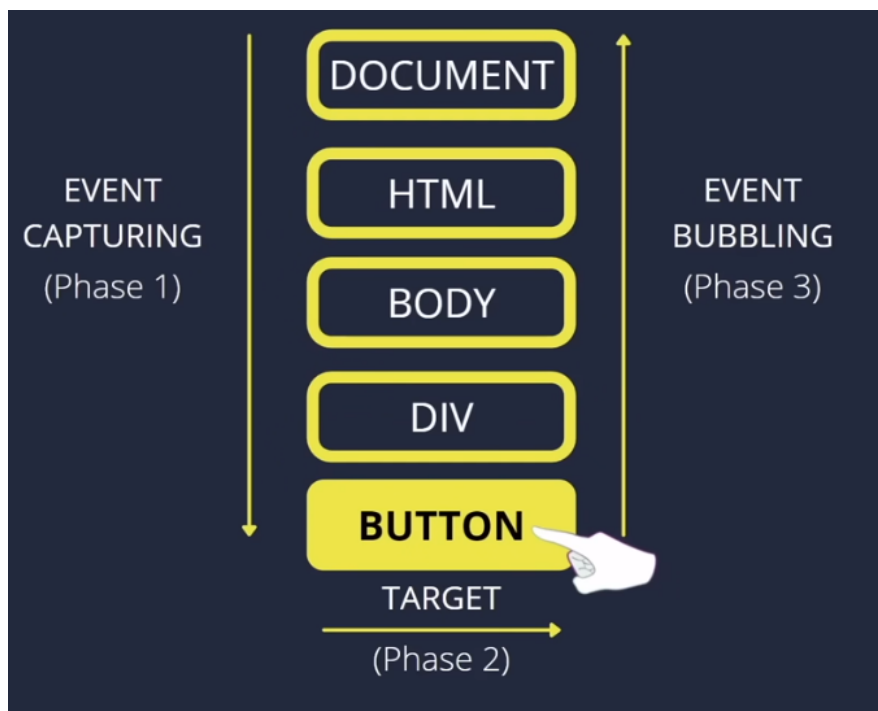 DOCUMENT
HTML
BODY
DIV
BUTTON
EVENT
CAPTURING
(Phase 1)
EVENT
BUBBLING
(Phase 3)
TARGET
(Phase 2)